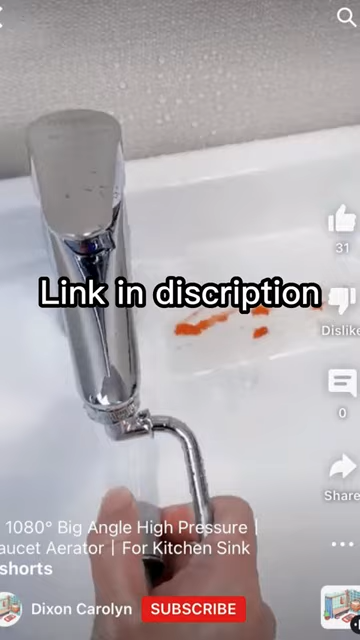 Link in discription
31
Dislike
0
Share
1080° Big Angle High Pressure |
aucet Aerator | For Kitchen Sink
shorts
Dixon Carolyn
SUBSCRIBE